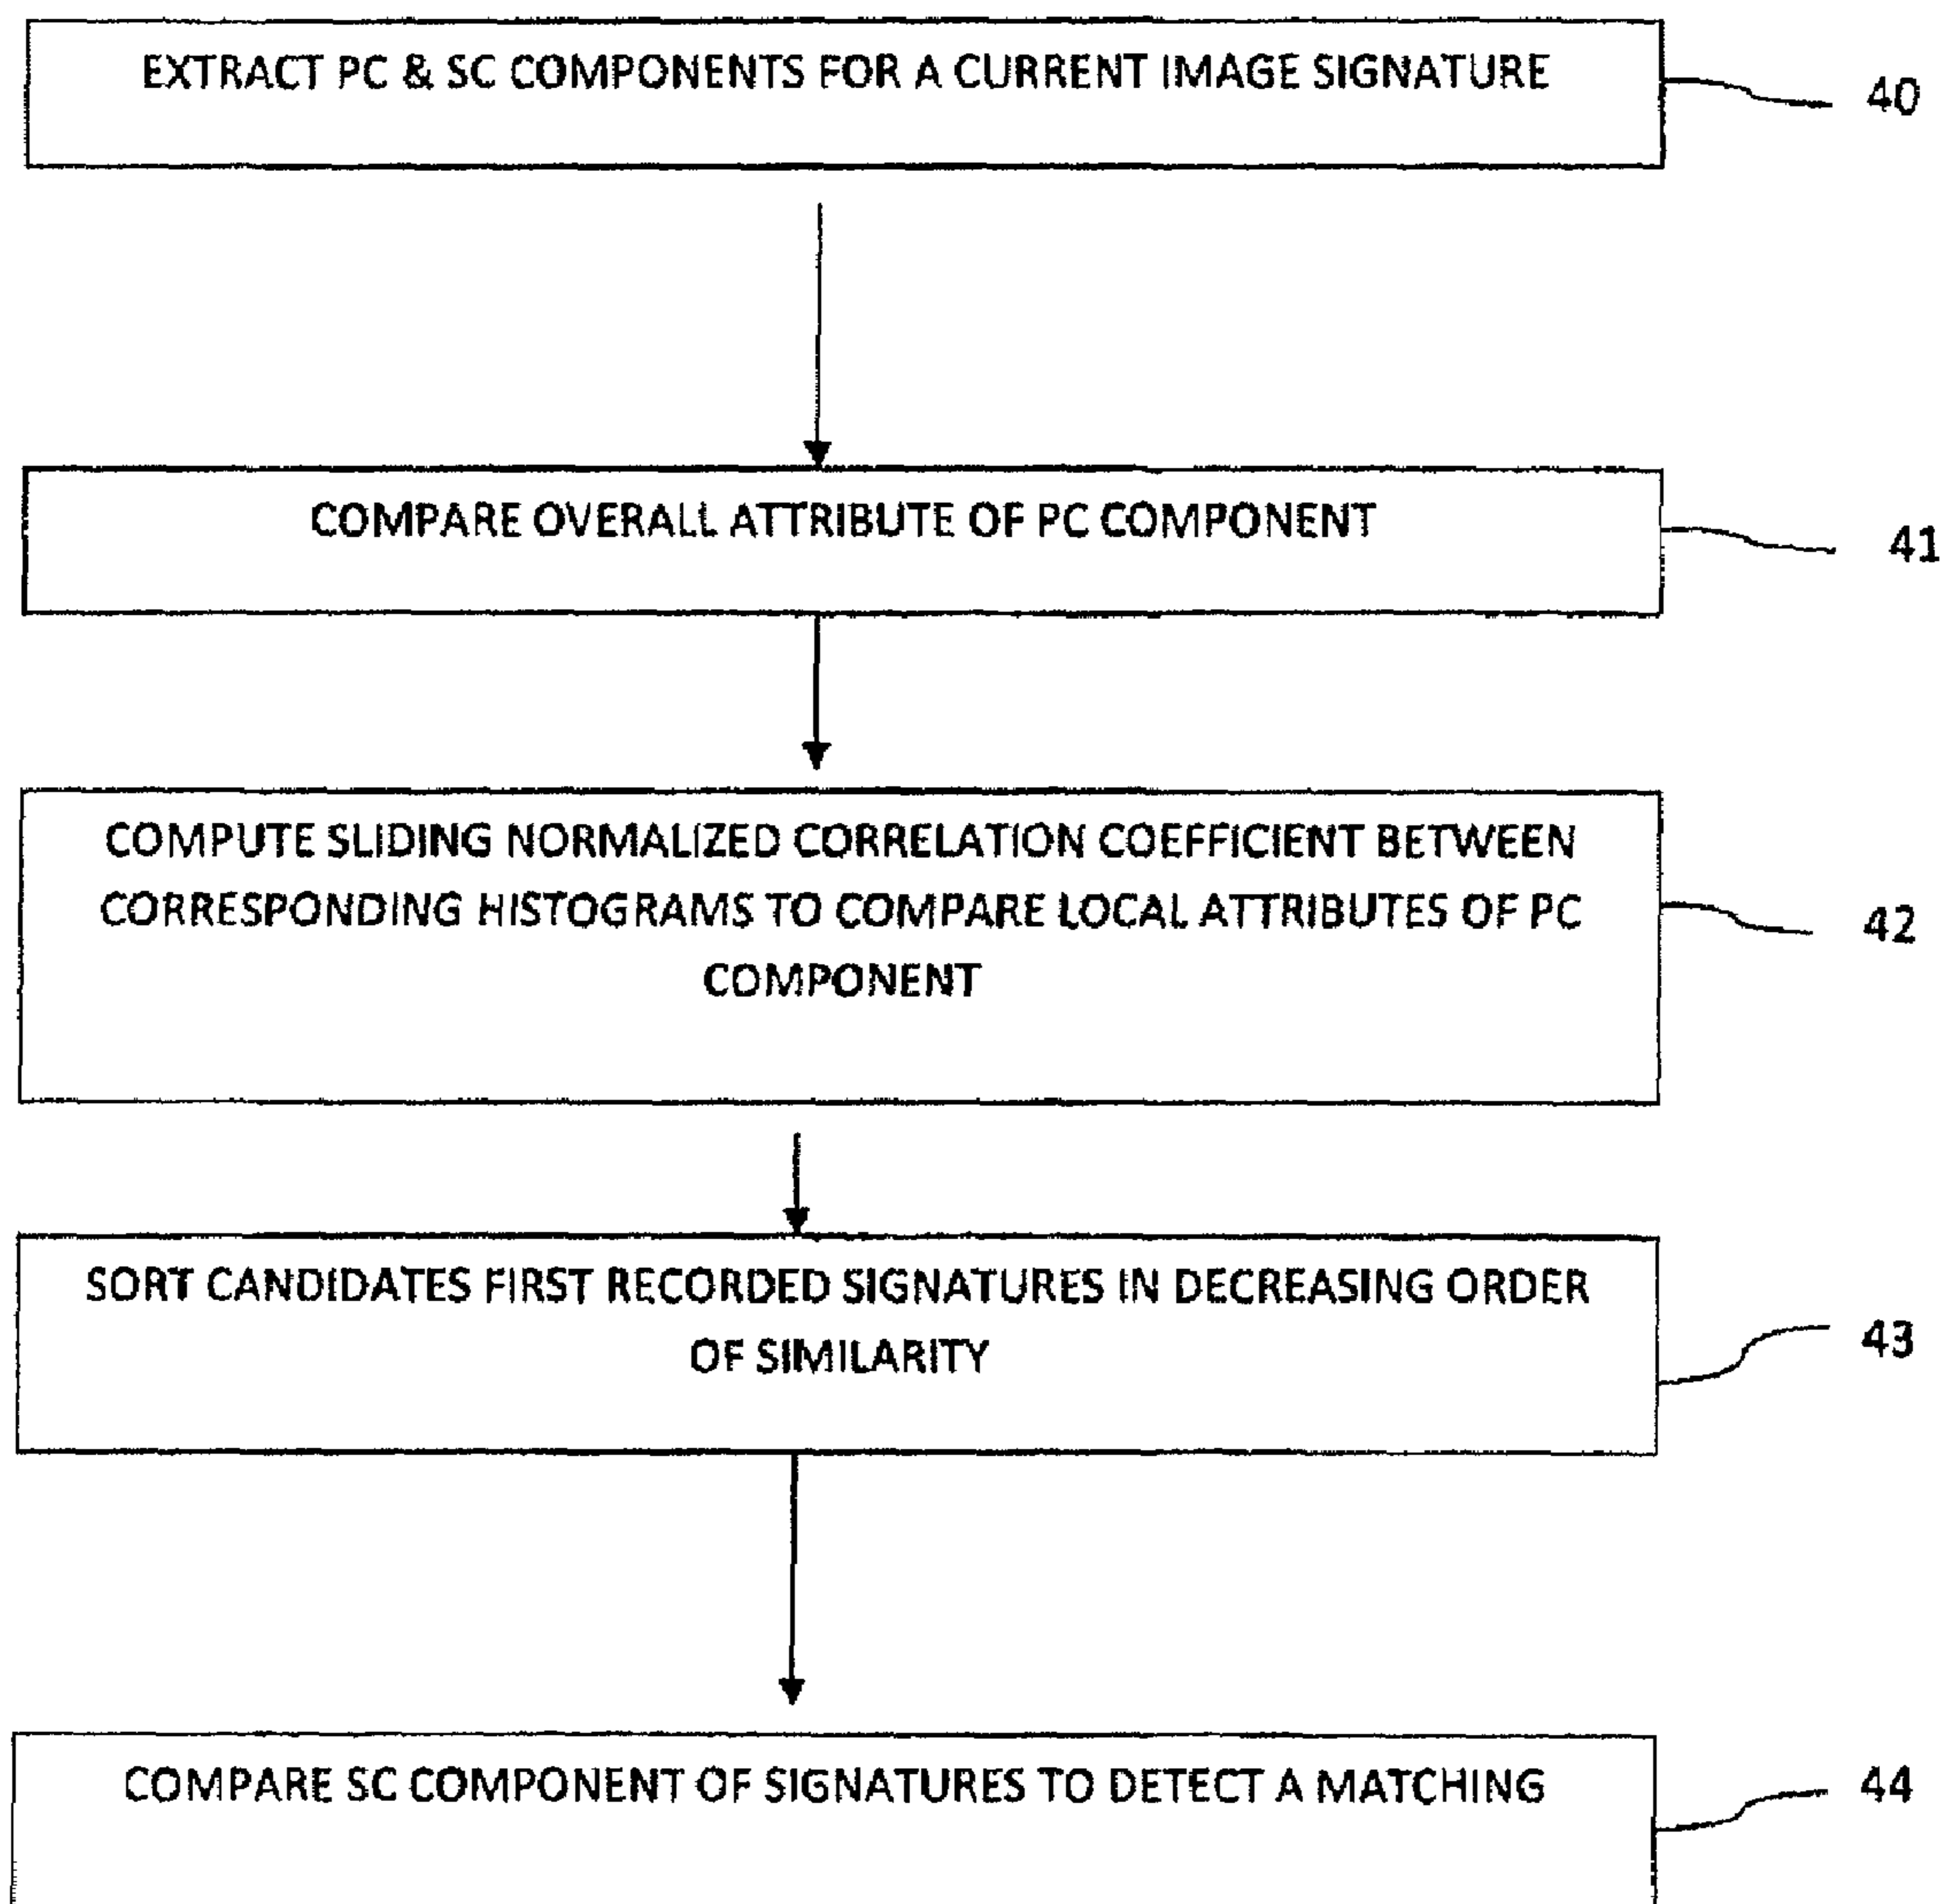 EXTRACT PC & SC COMPONENTS FOR A CURRENT IMAGE SIGNATURE
40
COMPARE OVERALL ATTRIBUTE OF PC COMPONENT
41
COMPUTE SLIDING NORMALIZED CORRELATION COEFFICIENT BETWEEN
CORRESPONDING HISTOGRAMS TO COMPARE LOCAL ATTRIBUTES OF PC
COMPONENT
42
SORT CANDIDATES FIRST RECORDED SIGNATURES IN DECREASING ORDER
OF SIMILARITY
43
COMPARE SC COMPONENT OF SIGNATURES TO DETECT A MATCHING
44